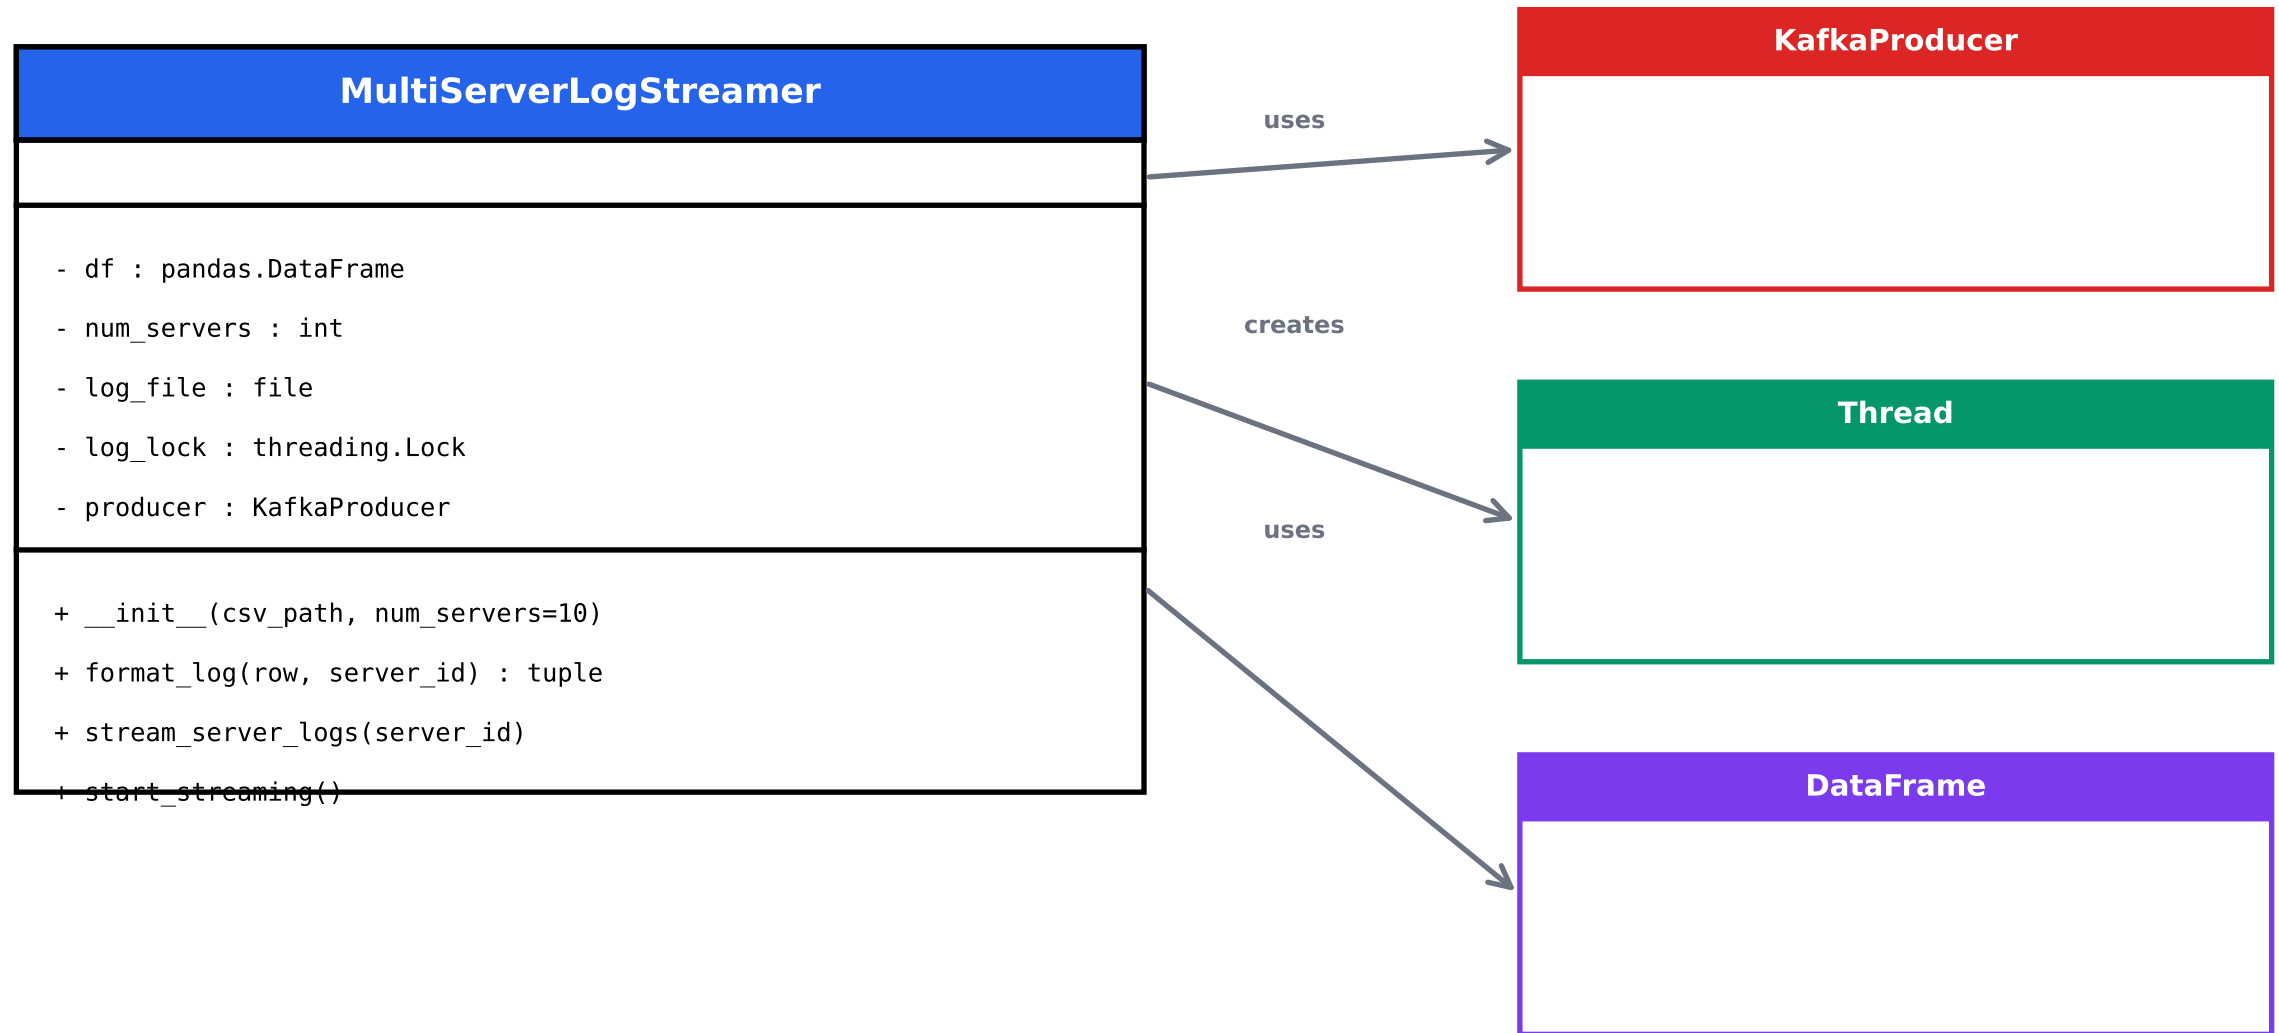 MultiServerLogStreamer
- df : pandas.DataFrame
- num_servers : int
- log_file : file
- log_lock : threading.Lock
- producer : KafkaProducer
+ __init__(csv_path, num_servers=10)
+ format_log(row, server_id) : tuple
+ stream_server_logs(server_id)
+ start_streaming()
uses
creates
uses
KafkaProducer
Thread
DataFrame